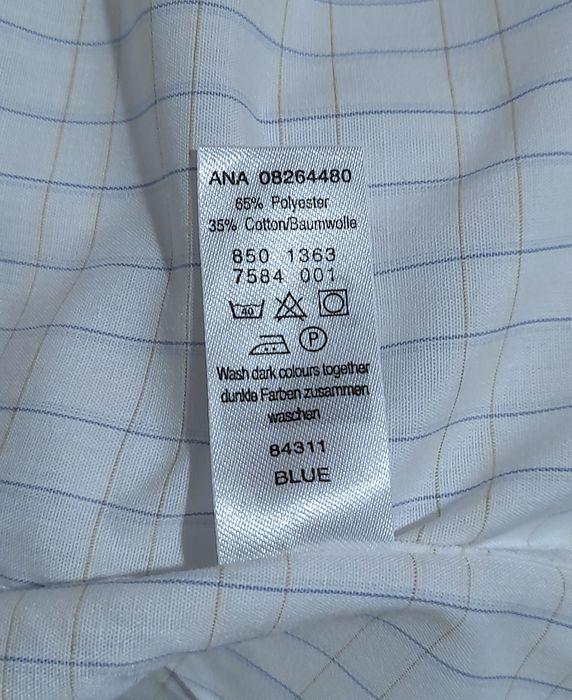 ANA 08264480
65% Polyester
35% Cotton/Baumwolle
850 1363
7584 001
40
P
Wash dark colours together
dunkle Farben zusammen
waschen
84311
BLUE